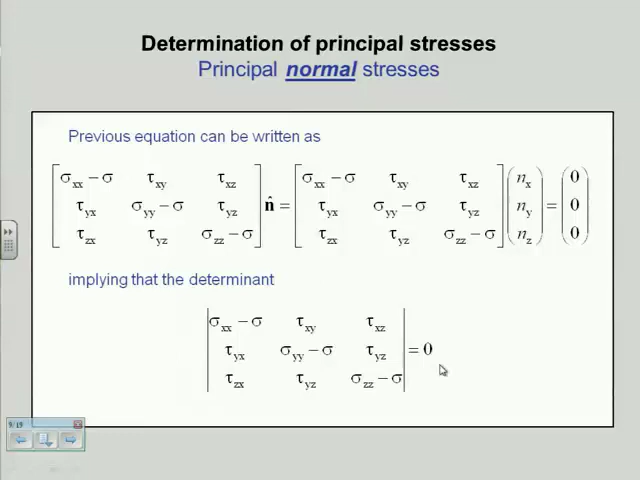 Determination of principal stresses
Principal normal stresses
Previous equation can be written as
[σxx − σ τxy τxz; τyx σyy − σ τyz; τzx τyz σzz − σ] n̂ = [σxx − σ τxy τxz; τyx σyy − σ τyz; τzx τyz σzz − σ] (nx; ny; nz) = (0; 0; 0)
implying that the determinant
|σxx − σ τxy τxz; τyx σyy − σ τyz; τzx τyz σzz − σ| = 0
9/19